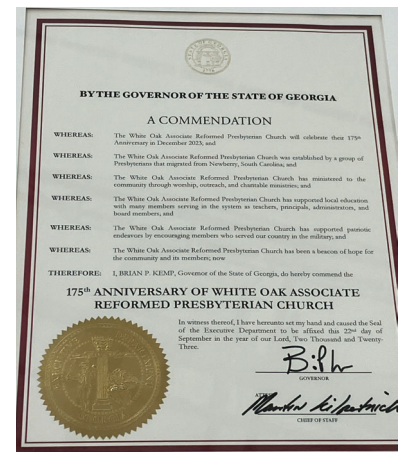 BY THE GOVERNOR OF THE STATE OF GEORGIA
A COMMENDATION
WHEREAS: The White Oak Associate Reformed Presbyterian Church will celebrate their 175th
Anniversary in December 2023, and
WHEREAS: The White Oak Associate Reformed Presbyterian Church was established by a group of
Presbyterians that migrated from Newberry, South Carolina; and
WHEREAS: The White Oak Associate Reformed Presbyterian Church has ministered to the
community through worship, outreach, and charitable ministries; and
WHEREAS: The White Oak Associate Reformed Presbyterian Church has supported local education
with many members serving in the system as teachers, principals, administrators, and
board members, and
WHEREAS: The White Oak Associate Reformed Presbyterian Church has supported patriotic
endeavors by encouraging members who served our country in the military, and
WHEREAS: The White Oak Associate Reformed Presbyterian Church has been a beacon of hope for
the community and its members; now
THEREFORE: I, BRIAN P. KEMP, Governor of the State of Georgia, do hereby commend the
175th ANNIVERSARY OF WHITE OAK ASSOCIATE
REFORMED PRESBYTERIAN CHURCH
In witness thereof, I have hereunto set my hand and caused the Seal
of the Executive Department to be affixed this 22nd day of
September in the year of our Lord, Two Thousand and Twenty-
Three.
GOVERNOR
CHIEF OF STAFF